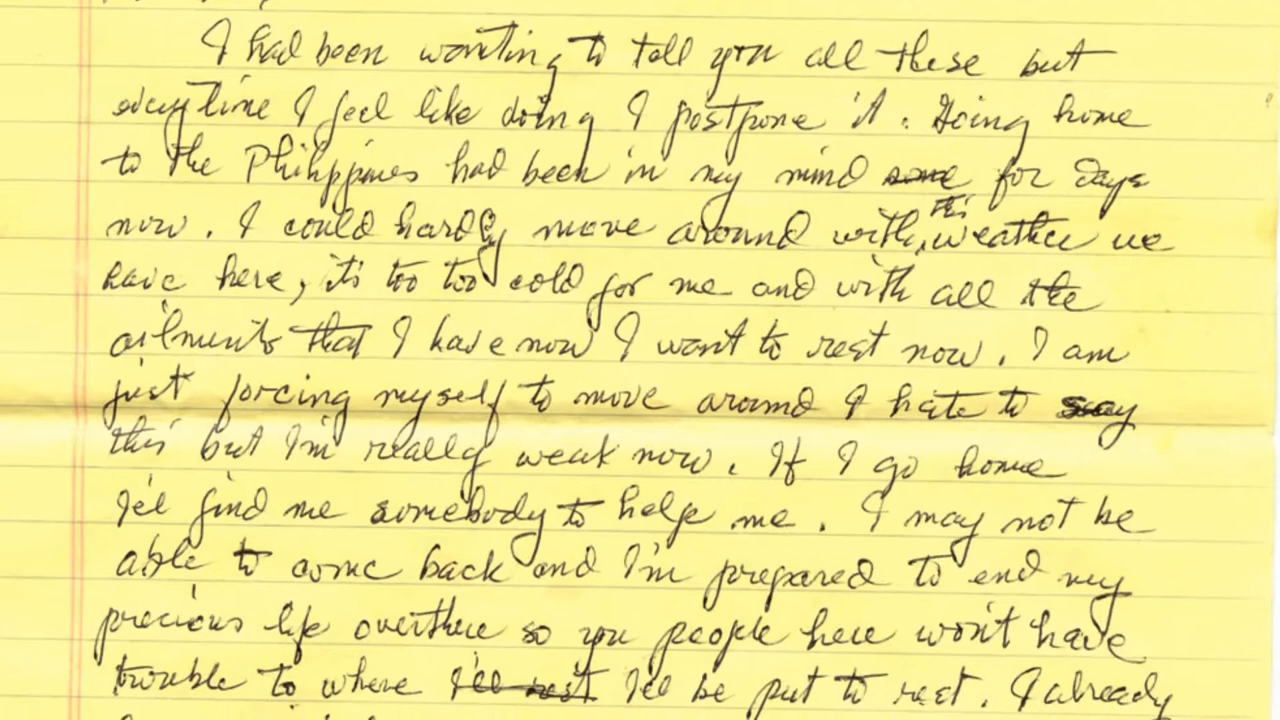 I had been wanting to tell you all these but
everytime I feel like doing I postpone it. Going home
to the Philippines had been in my mind some for days
now. I could hardly move around with this weather we
have here, it's too too cold for me and with all the
ailments that I have now I want to rest now. I am
just forcing myself to move around I hate to say
this but I'm really weak now. If I go home
I'll find me somebody to help me. I may not be
able to come back and I'm prepared to end my
precious life overthere so you people here won't have
trouble to where I'll rest I'll be put to rest. I already